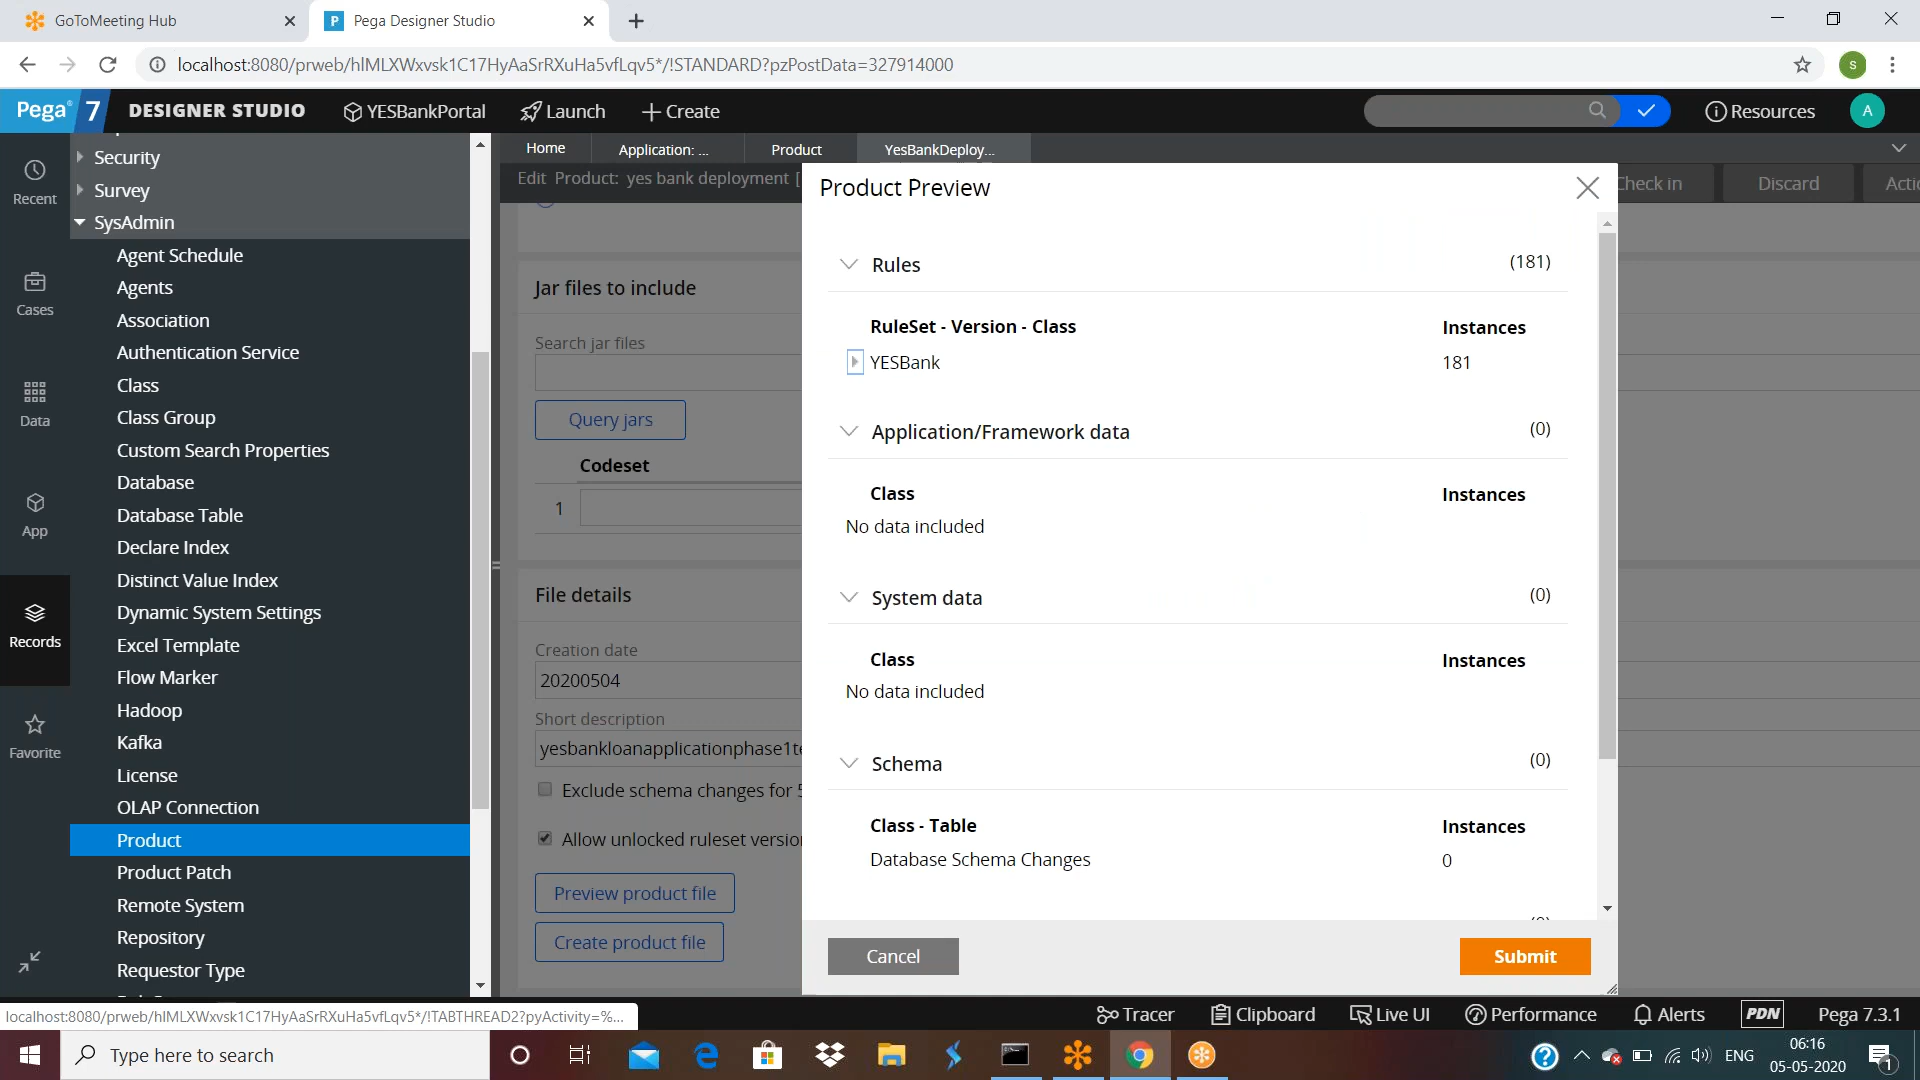 GoToMeeting Hub
Pega Designer Studio
localhost:8080/prweb/hIMLXWxvsk1C17HyAaSrRXuHa5vfLqv5*/!STANDARD?pzPostData=327914000
S
Pega 7 DESIGNER STUDIO YESBankPortal Launch Create Resources A
Recent
Cases
Data
App
Records
Favorite
Security
Survey
SysAdmin
Agent Schedule
Agents
Association
Authentication Service
Class
Class Group
Custom Search Properties
Database
Database Table
Declare Index
Distinct Value Index
Dynamic System Settings
Excel Template
Flow Marker
Hadoop
Kafka
License
OLAP Connection
Product
Product Patch
Remote System
Repository
Requestor Type
Home Application: ... Product YesBankDeploy...
Edit Product: yes bank deployment [
Check in Discard Actio
Jar files to include
Search jar files
Query jars
Codeset
1
File details
Creation date
20200504
Short description
yesbankloanapplicationphase1te
Exclude schema changes for 5
Allow unlocked ruleset version
Preview product file
Create product file
Product Preview
Rules (181)
RuleSet - Version - Class Instances
YESBank 181
Application/Framework data (0)
Class Instances
No data included
System data (0)
Class Instances
No data included
Schema (0)
Class - Table Instances
Database Schema Changes 0
Cancel Submit
localhost:8080/prweb/hIMLXWxvsk1C17HyAaSrRXuHa5vfLqv5*/!TABTHREAD2?pyActivity=%...
Tracer Clipboard Live UI Performance Alerts PDN Pega 7.3.1
Type here to search
ENG
06:16
05-05-2020
1